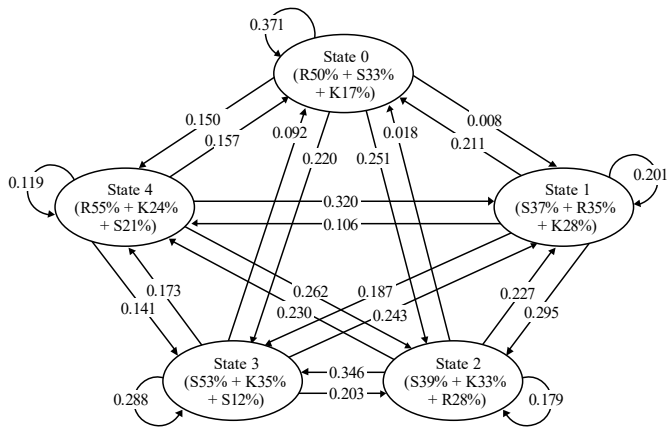 0.371
State 0
(R50% + S33%
+ K17%)
0.150
0.157
0.092
0.220
0.251
0.018
0.008
0.211
0.119
State 4
(R55% + K24%
+ S21%)
0.320
0.106
State 1
(S37% + R35%
+ K28%)
0.201
0.141
0.173
0.262
0.230
0.187
0.243
0.227
0.295
State 3
(S53% + K35%
+ S12%)
0.288
0.346
0.203
State 2
(S39% + K33%
+ R28%)
0.179